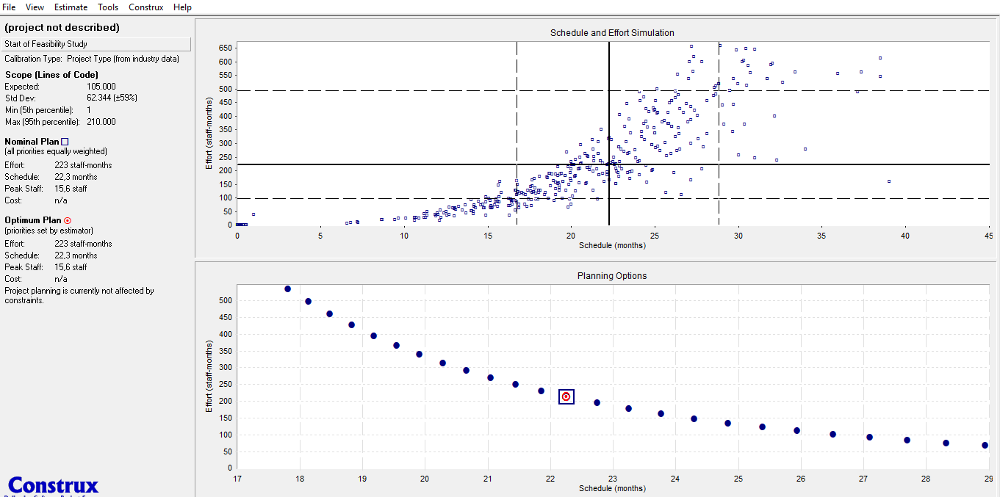 File View Estimate Tools Construx Help
(project not described)
Start of Feasibility Study
Calibration Type: Project Type (from industry data)
Scope (Lines of Code)
Expected: 105.000
Std Dev: 62.344 (±59%)
Min (5th percentile): 1
Max (95th percentile): 210.000
Nominal Plan
(all priorities equally weighted)
Effort: 223 staff-months
Schedule: 22,3 months
Peak Staff: 15,6 staff
Cost: n/a
Optimum Plan
(priorities set by estimator)
Effort: 223 staff-months
Schedule: 22,3 months
Peak Staff: 15,6 staff
Cost: n/a
Project planning is currently not affected by
constraints.
Construx
Schedule and Effort Simulation
Effort (staff-months)
650
600
550
500
450
400
350
300
250
200
150
100
50
0
0 5 10 15 20 25 30 35 40 45
Schedule (months)
Planning Options
Effort (staff-months)
500
450
400
350
300
250
200
150
100
50
0
17 18 19 20 21 22 23 24 25 26 27 28 29
Schedule (months)